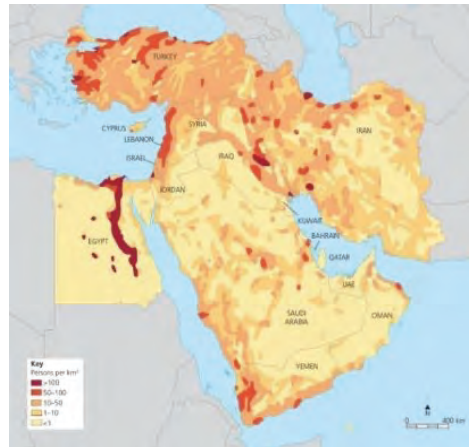 TURKEY
CYPRUS
SYRIA
LEBANON
ISRAEL
IRAQ
IRAN
JORDAN
KUWAIT
EGYPT
BAHRAIN
QATAR
UAE
SAUDI
ARABIA
OMAN
YEMEN
Key
Persons per km²
>100
50–100
10–50
1–10
<1
N
0 400 km